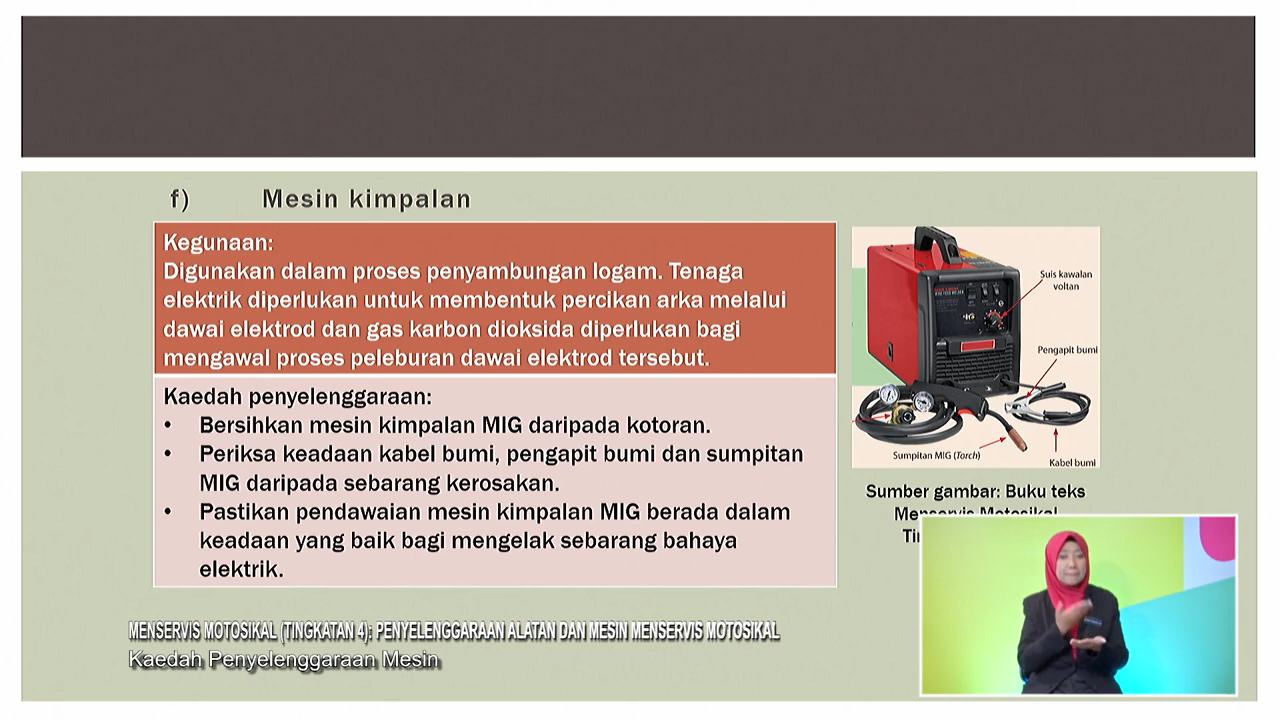 f) Mesin kimpalan
Kegunaan:
Digunakan dalam proses penyambungan logam. Tenaga
elektrik diperlukan untuk membentuk percikan arka melalui
dawai elektrod dan gas karbon dioksida diperlukan bagi
mengawal proses peleburan dawai elektrod tersebut.
Kaedah penyelenggaraan:
• Bersihkan mesin kimpalan MIG daripada kotoran.
• Periksa keadaan kabel bumi, pengapit bumi dan sumpitan
MIG daripada sebarang kerosakan.
• Pastikan pendawaian mesin kimpalan MIG berada dalam
keadaan yang baik bagi mengelak sebarang bahaya
elektrik.
Suis kawalan
voltan
Pengapit bumi
Sumpitan MIG (Torch)
Kabel bumi
Sumber gambar: Buku teks
Menservis Motosikal
MENSERVIS MOTOSIKAL (TINGKATAN 4): PENYELENGGARAAN ALATAN DAN MESIN MENSERVIS MOTOSIKAL
Kaedah Penyelenggaraan Mesin